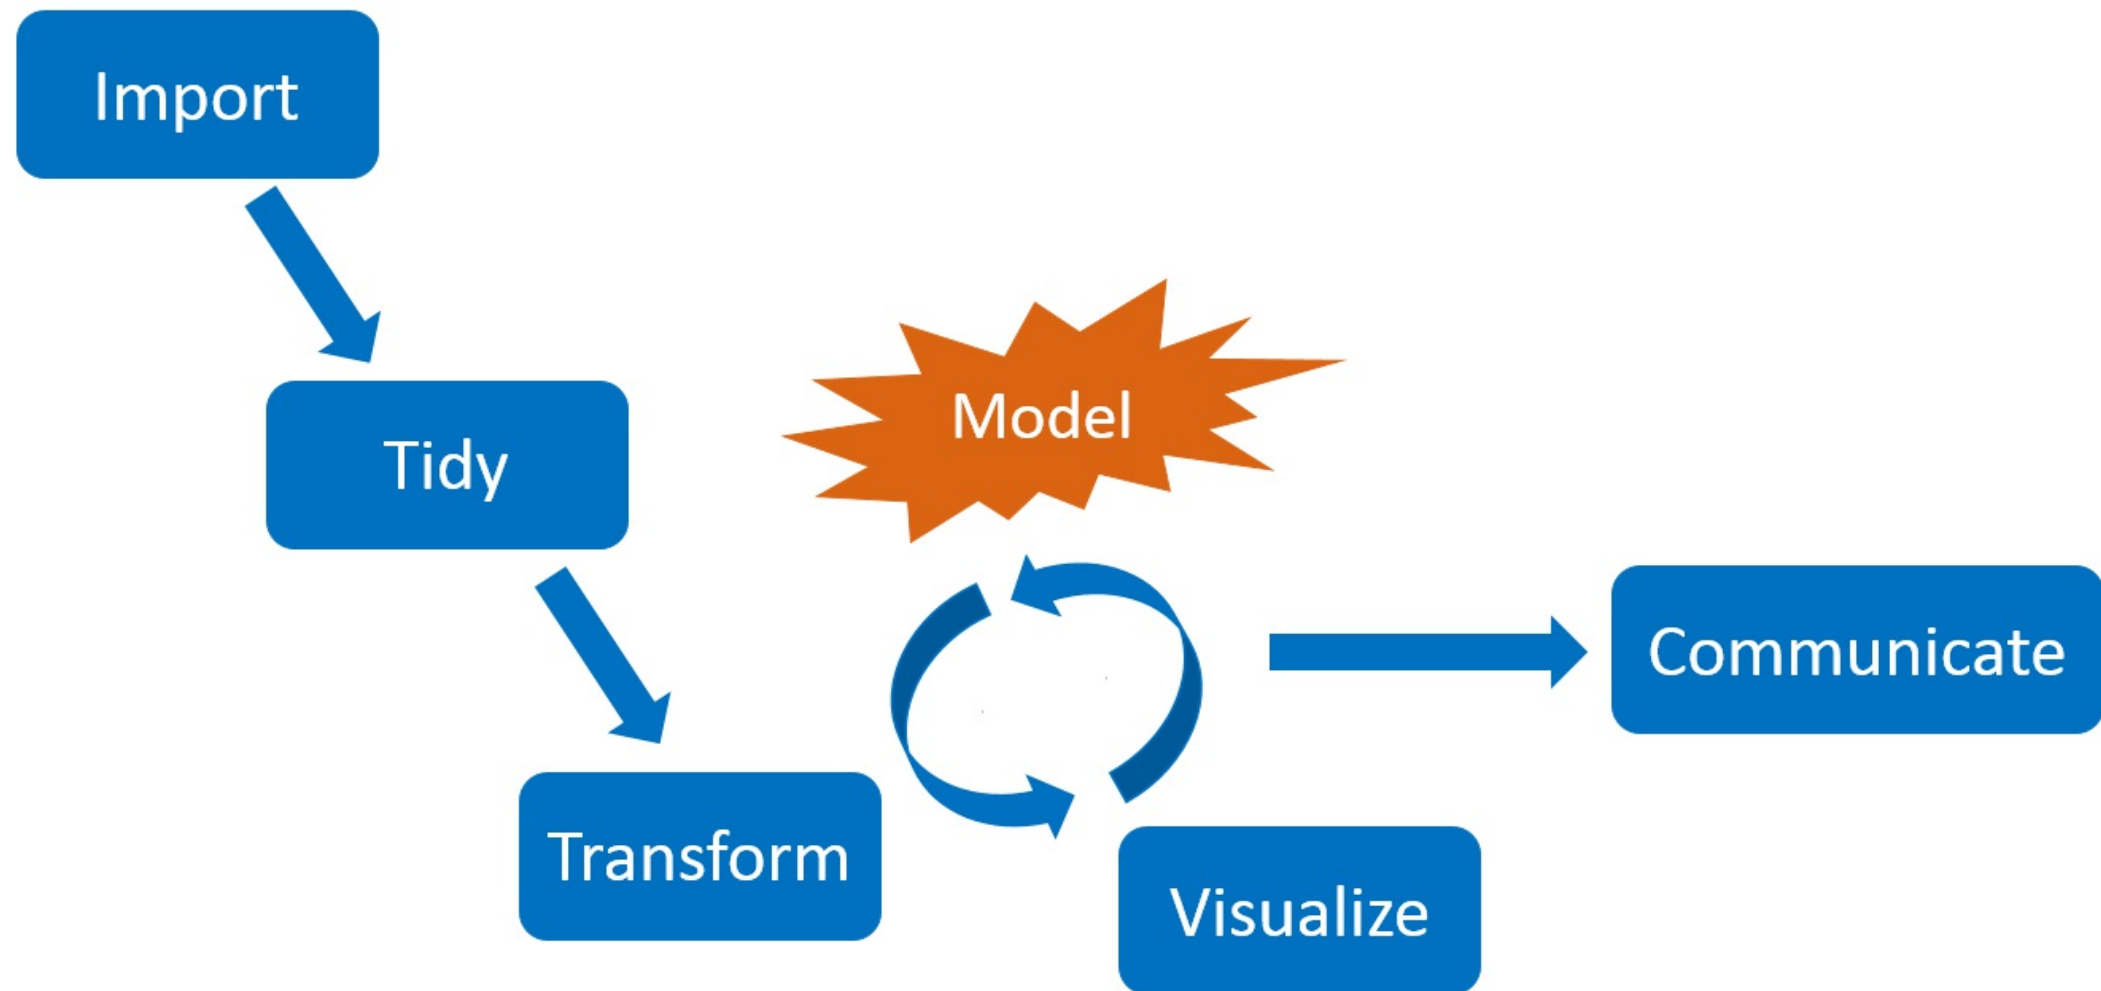 Import
Tidy
Transform
Model
Visualize
Communicate